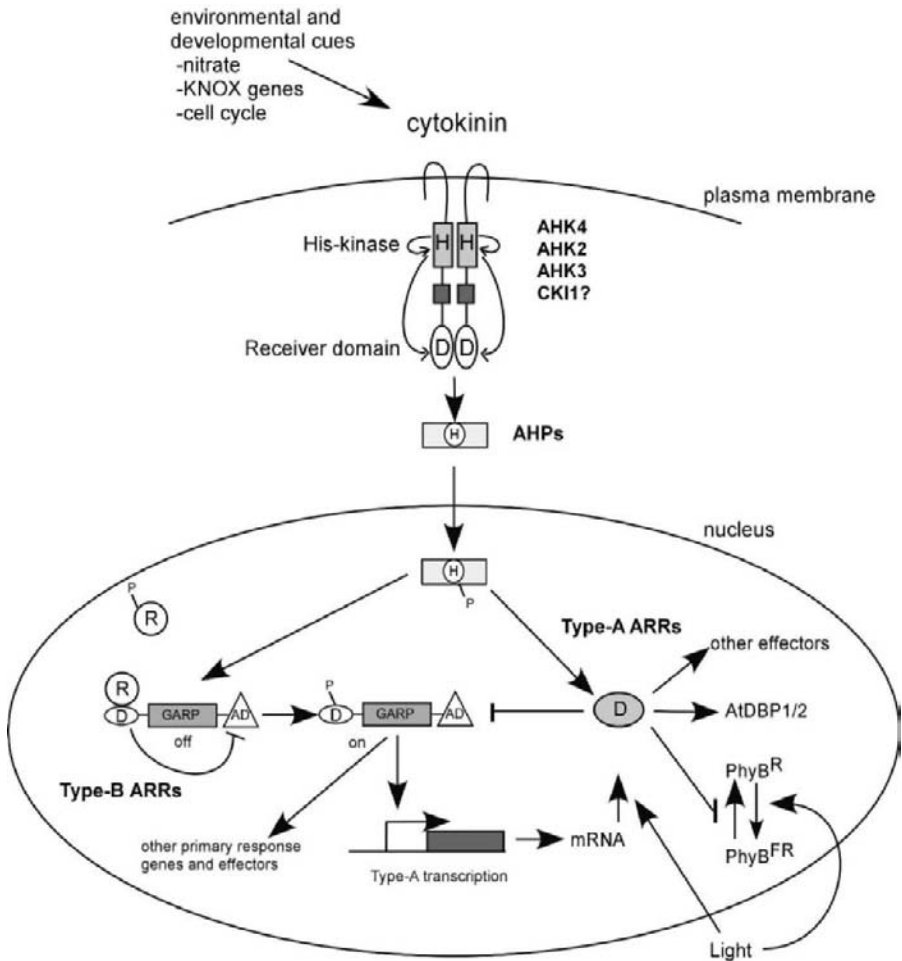 environmental and
developmental cues
-nitrate
-KNOX genes
-cell cycle
cytokinin
plasma membrane
His-kinase
H H
AHK4
AHK2
AHK3
CKI1?
Receiver domain
D D
H
AHPs
nucleus
H
P
P
R
Type-A ARRs
other effectors
R
D
GARP
AD
off
P
D
GARP
AD
on
D
AtDBP1/2
Type-B ARRs
PhyBR
PhyBFR
other primary response
genes and effectors
mRNA
Type-A transcription
Light